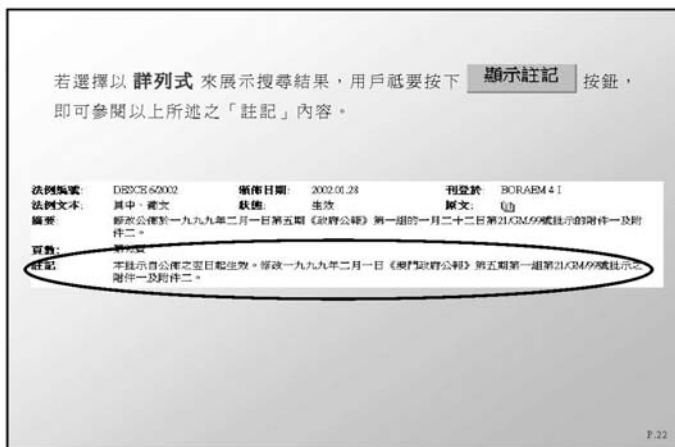 若選擇以 詳列式 來展示搜尋結果，用戶祗要按下 顯示註記 按鈕，
即可參閱以上所述之「註記」內容。
法例編號: DESCE 6/2002 頒佈日期: 2002.01.28 刊登於: BORAEM 4 I
法例文本: 其中、葡文 狀態: 生效 原文:
摘要: 修改公佈於一九九九年二月一日第五期《政府公報》第一組的一月二十二日第21/GM/99號批示的附件一及附
件二。
頁數:
註記: 本批示自公佈之翌日起生效。修改一九九九年二月一日《澳門政府公報》第五期第一組第21/GM/99號批示之
附件一及附件二。
P.22